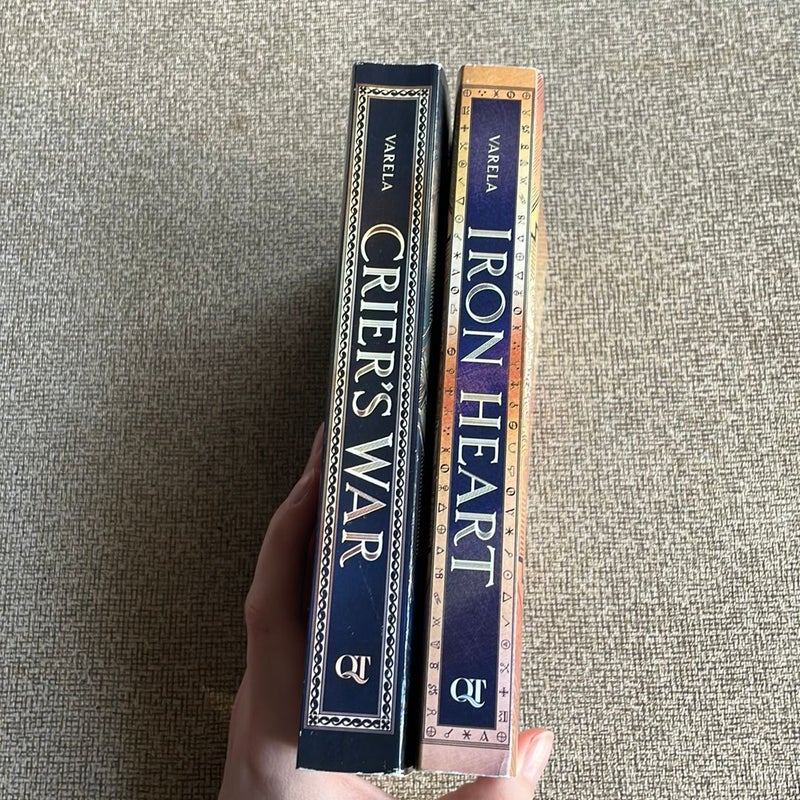 VARELA
CRIER'S WAR
QT
VARELA
IRON HEART
QT